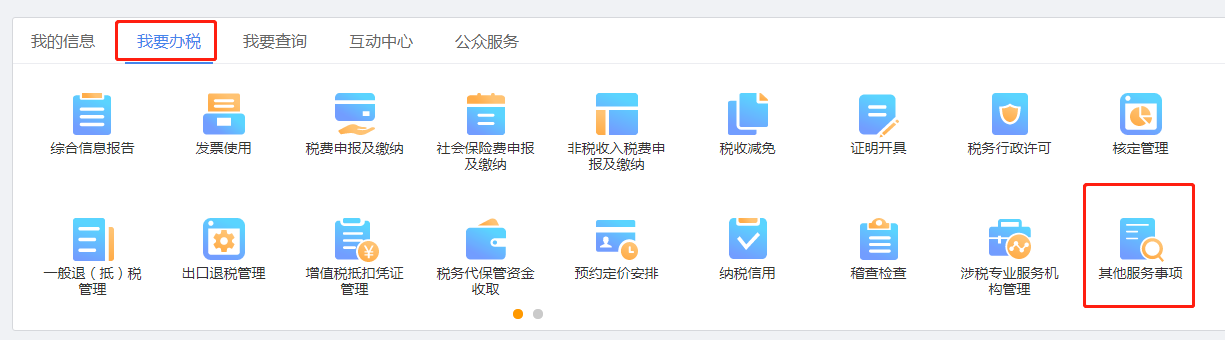 我的信息 我要办税 我要查询 互动中心 公众服务
综合信息报告 发票使用 税费申报及缴纳 社会保险费申报及缴纳 非税收入税费申报及缴纳 税收减免 证明开具 税务行政许可 核定管理
一般退（抵）税管理 出口退税管理 增值税抵扣凭证管理 税务代保管资金收取 预约定价安排 纳税信用 稽查检查 涉税专业服务机构管理 其他服务事项